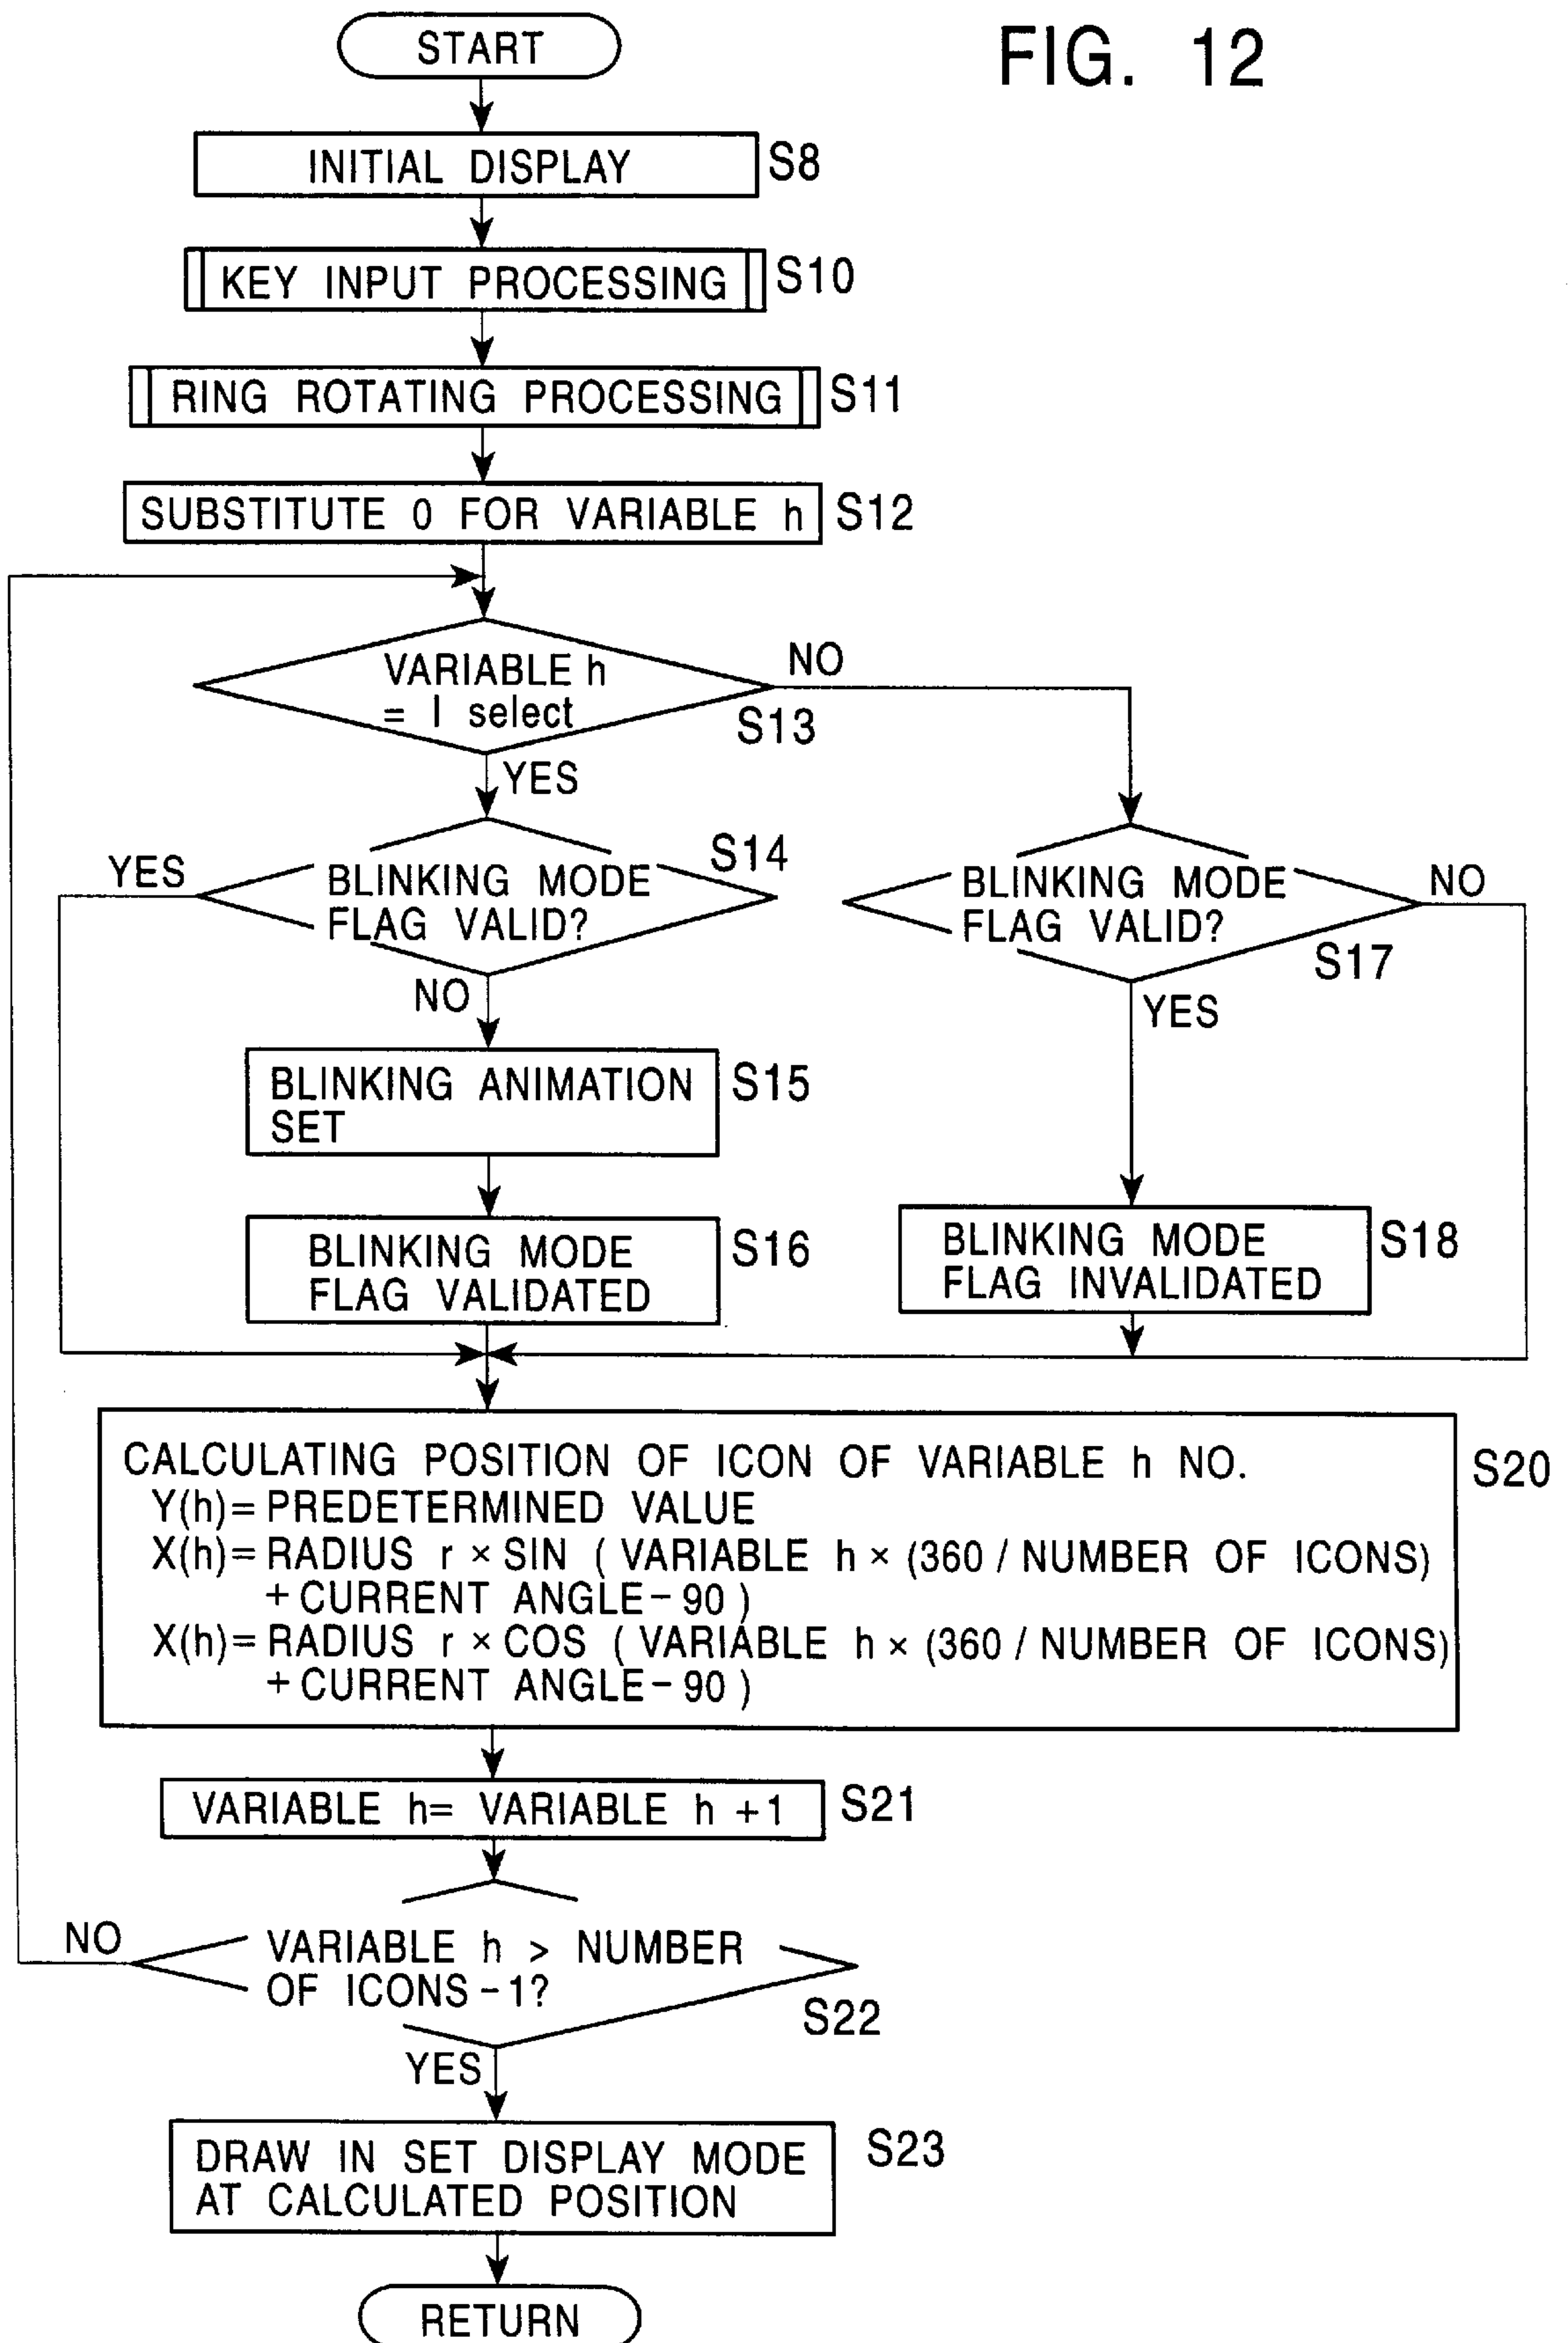 FIG. 12
START
INITIAL DISPLAY
S8
KEY INPUT PROCESSING
S10
RING ROTATING PROCESSING
S11
SUBSTITUTE 0 FOR VARIABLE h
S12
VARIABLE h
= I select
S13
NO
YES
BLINKING MODE
FLAG VALID?
S14
YES
NO
BLINKING MODE
FLAG VALID?
S17
NO
YES
BLINKING ANIMATION
SET
S15
BLINKING MODE
FLAG VALIDATED
S16
BLINKING MODE
FLAG INVALIDATED
S18
CALCULATING POSITION OF ICON OF VARIABLE h NO.
Y(h)= PREDETERMINED VALUE
X(h)= RADIUS r × SIN ( VARIABLE h × (360 / NUMBER OF ICONS)
+ CURRENT ANGLE - 90 )
X(h)= RADIUS r × COS ( VARIABLE h × (360 / NUMBER OF ICONS)
+ CURRENT ANGLE - 90 )
S20
VARIABLE h= VARIABLE h +1
S21
VARIABLE h > NUMBER
OF ICONS - 1?
S22
NO
YES
DRAW IN SET DISPLAY MODE
AT CALCULATED POSITION
S23
RETURN